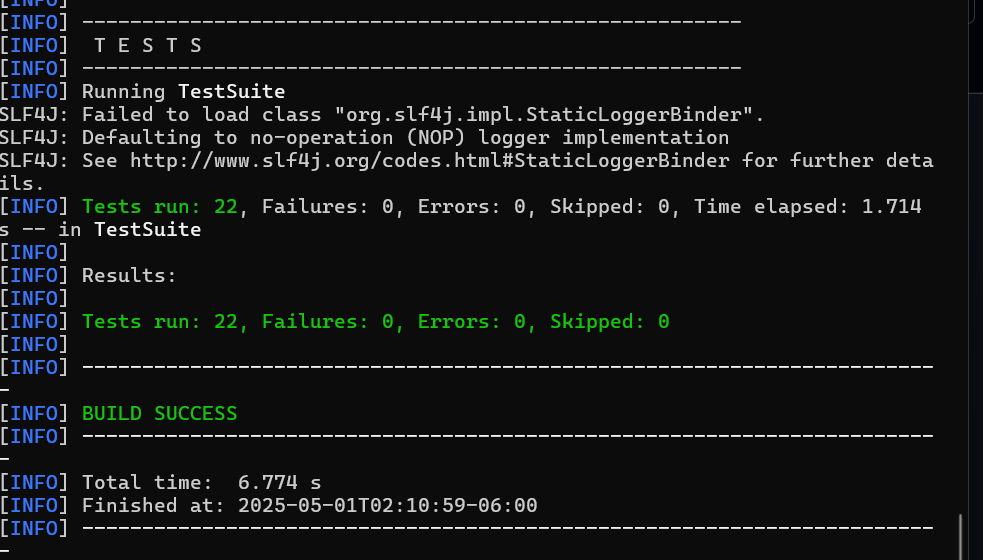 [INFO]
[INFO] -------------------------------------------------------
[INFO]  T E S T S
[INFO] -------------------------------------------------------
[INFO] Running TestSuite
SLF4J: Failed to load class "org.slf4j.impl.StaticLoggerBinder".
SLF4J: Defaulting to no-operation (NOP) logger implementation
SLF4J: See http://www.slf4j.org/codes.html#StaticLoggerBinder for further deta
ils.
[INFO] Tests run: 22, Failures: 0, Errors: 0, Skipped: 0, Time elapsed: 1.714
s -- in TestSuite
[INFO]
[INFO] Results:
[INFO]
[INFO] Tests run: 22, Failures: 0, Errors: 0, Skipped: 0
[INFO]
[INFO] -----------------------------------------------------------------------
-
[INFO] BUILD SUCCESS
[INFO] -----------------------------------------------------------------------
-
[INFO] Total time:  6.774 s
[INFO] Finished at: 2025-05-01T02:10:59-06:00
[INFO] -----------------------------------------------------------------------
-